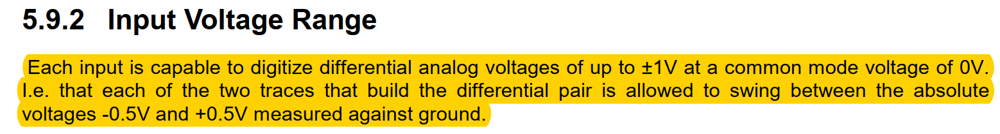 5.9.2 Input Voltage Range
Each input is capable to digitize differential analog voltages of up to ±1V at a common mode voltage of 0V.
I.e. that each of the two traces that build the differential pair is allowed to swing between the absolute
voltages -0.5V and +0.5V measured against ground.